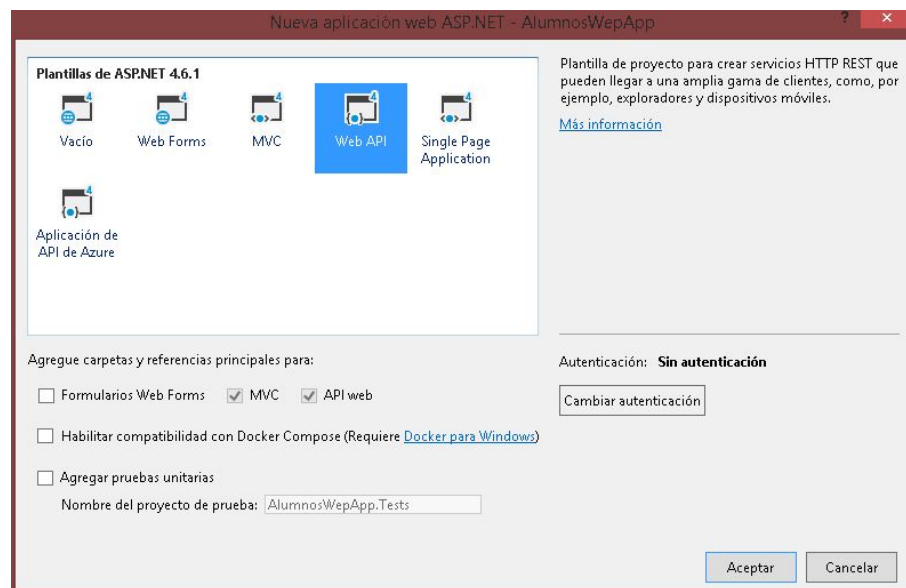 Nueva aplicación web ASP.NET - AlumnosWepApp
?
×
Plantillas de ASP.NET 4.6.1
4
Vacío
4
Web Forms
4
MVC
4
Web API
4
Single Page
Application
4
Aplicación de
API de Azure
Plantilla de proyecto para crear servicios HTTP REST que
pueden llegar a una amplia gama de clientes, como, por
ejemplo, exploradores y dispositivos móviles.
Más información
Agregue carpetas y referencias principales para:
Formularios Web Forms
MVC
API web
Habilitar compatibilidad con Docker Compose (Requiere Docker para Windows)
Agregar pruebas unitarias
Nombre del proyecto de prueba: AlumnosWepApp.Tests
Autenticación: Sin autenticación
Cambiar autenticación
Aceptar
Cancelar